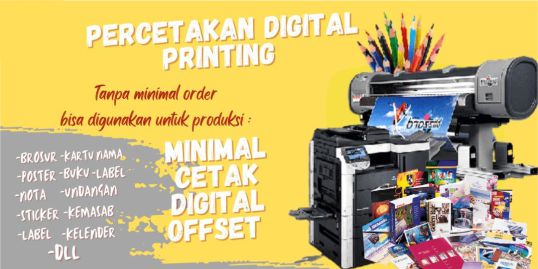 PERCETAKAN DIGITAL
PRINTING
Tanpa minimal order
bisa digunakan untuk produksi :
-BROSUR -KARTU NAMA
-POSTER -BUKU -LABEL
-NOTA -UNDANGAN
-STICKER -KEMASAB
-LABEL -KELENDER
-DLL
MINIMAL
CETAK
DIGITAL
OFFSET